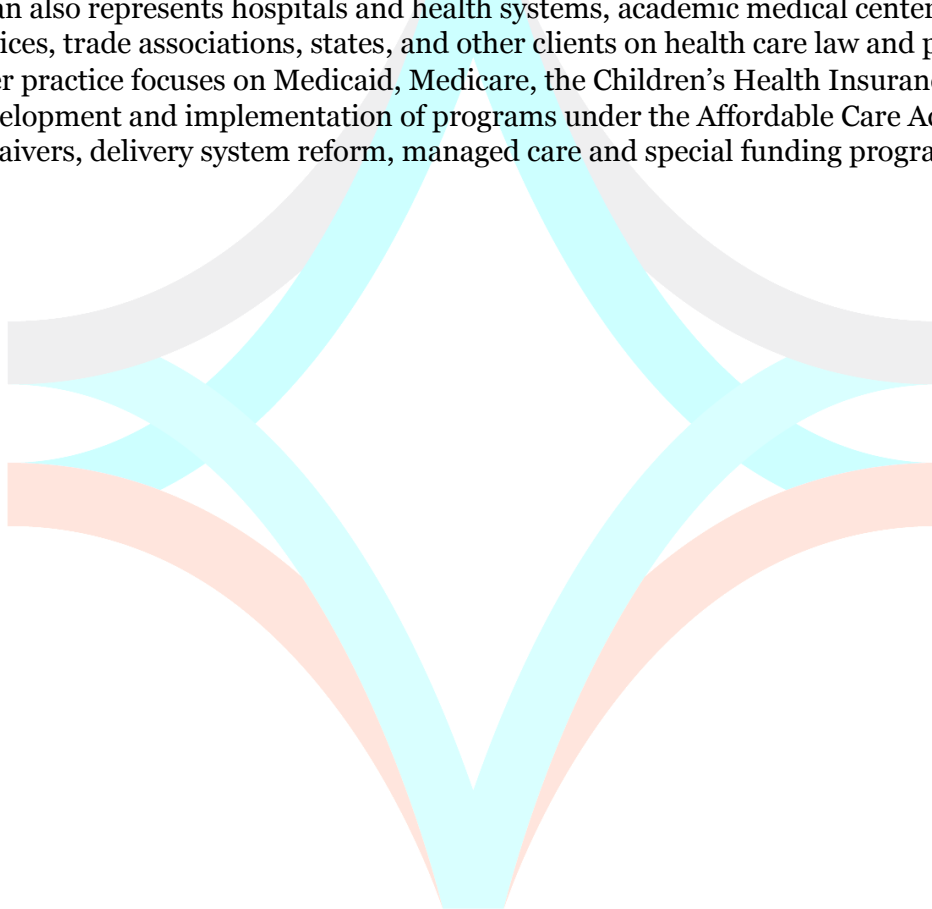 an also represents hospitals and health systems, academic medical center
ices, trade associations, states, and other clients on health care law and p
er practice focuses on Medicaid, Medicare, the Children’s Health Insuranc
elopment and implementation of programs under the Affordable Care Ac
aivers, delivery system reform, managed care and special funding progra